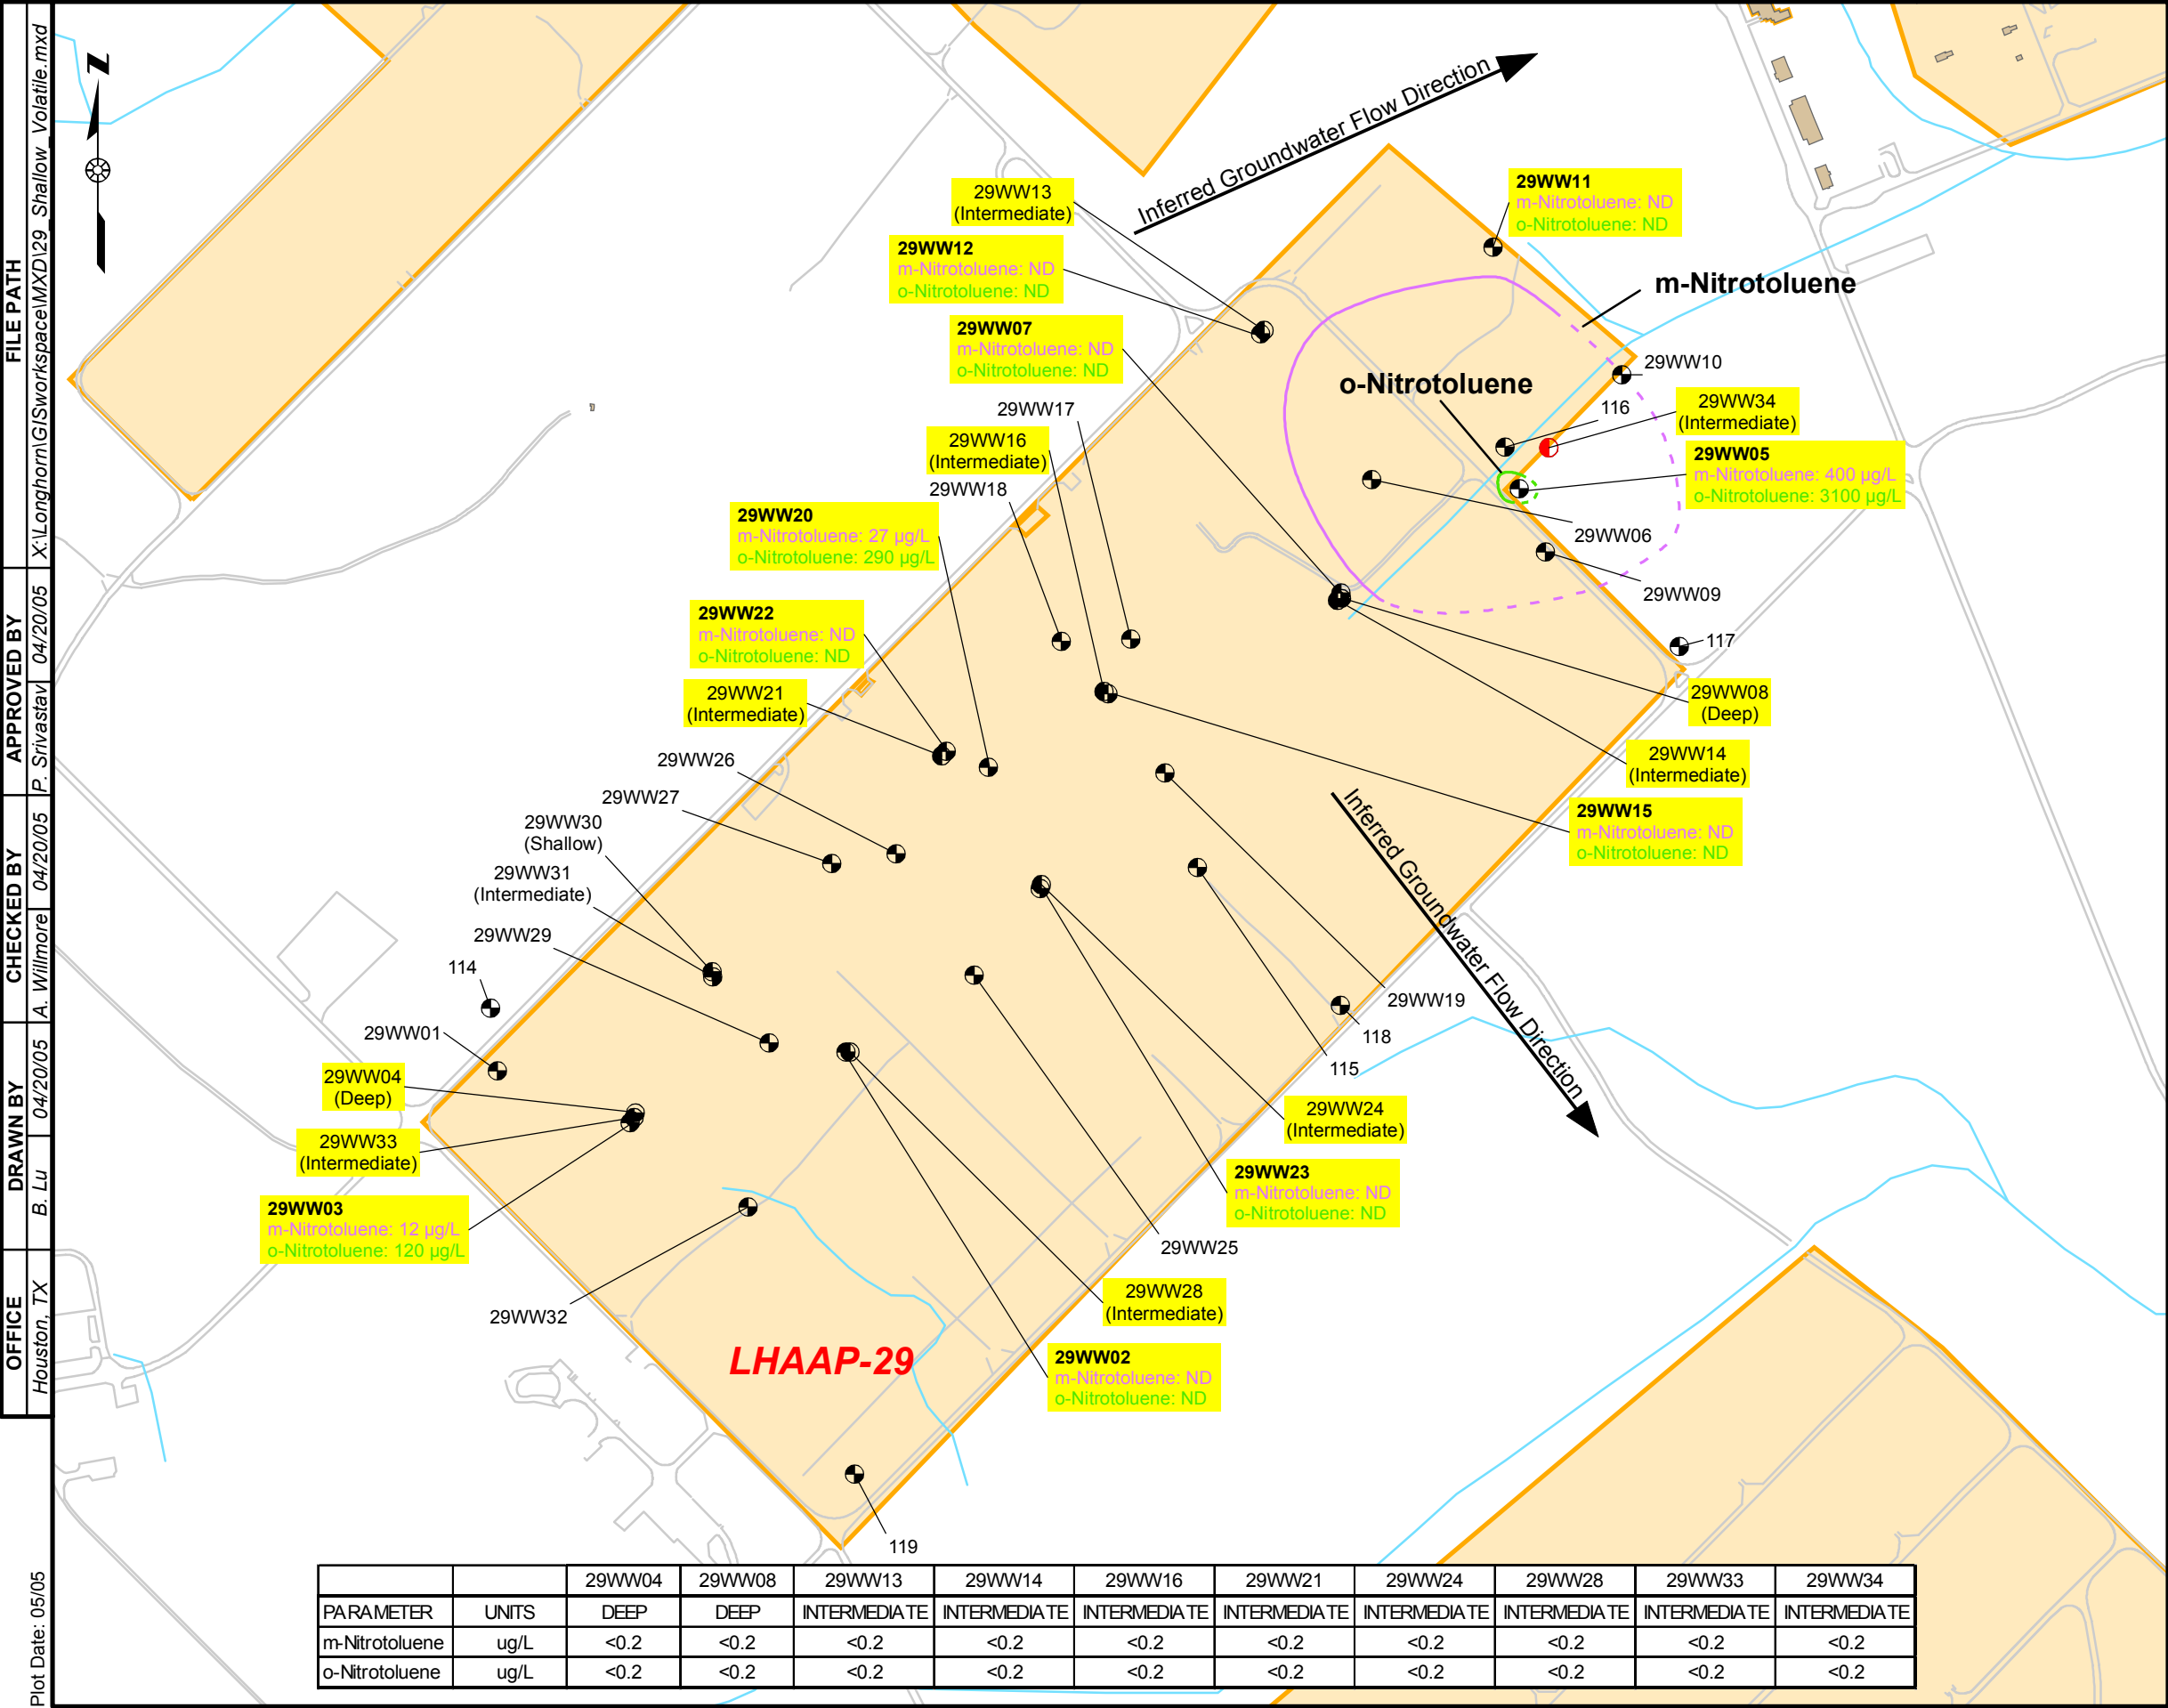 FILE PATH
X:\Longhorn\GISworkspace\MXD\29_Shallow_Volatile.mxd
APPROVED BY
P. Srivastav 04/20/05
CHECKED BY
A. Willmore 04/20/05
DRAWN BY
B. Lu 04/20/05
OFFICE
Houston, TX
Plot Date: 05/05
N
Inferred Groundwater Flow Direction
29WW13
(Intermediate)
29WW11
m-Nitrotoluene: ND
o-Nitrotoluene: ND
29WW12
m-Nitrotoluene: ND
o-Nitrotoluene: ND
m-Nitrotoluene
29WW07
m-Nitrotoluene: ND
o-Nitrotoluene: ND
o-Nitrotoluene
29WW10
29WW17
116
29WW34
(Intermediate)
29WW16
(Intermediate)
29WW18
29WW05
m-Nitrotoluene: 400 µg/L
o-Nitrotoluene: 3100 µg/L
29WW20
m-Nitrotoluene: 27 µg/L
o-Nitrotoluene: 290 µg/L
29WW06
29WW09
29WW22
m-Nitrotoluene: ND
o-Nitrotoluene: ND
117
29WW21
(Intermediate)
29WW08
(Deep)
29WW26
29WW14
(Intermediate)
29WW27
29WW15
m-Nitrotoluene: ND
o-Nitrotoluene: ND
29WW30
(Shallow)
Inferred Groundwater Flow Direction
29WW31
(Intermediate)
29WW29
114
29WW19
29WW01
118
115
29WW04
(Deep)
29WW24
(Intermediate)
29WW33
(Intermediate)
29WW23
m-Nitrotoluene: ND
o-Nitrotoluene: ND
29WW03
m-Nitrotoluene: 12 µg/L
o-Nitrotoluene: 120 µg/L
29WW25
29WW28
(Intermediate)
29WW32
LHAAP-29
29WW02
m-Nitrotoluene: ND
o-Nitrotoluene: ND
119
29WW04 29WW08 29WW13 29WW14 29WW16 29WW21 29WW24 29WW28 29WW33 29WW34
PARAMETER UNITS DEEP DEEP INTERMEDIATE INTERMEDIATE INTERMEDIATE INTERMEDIATE INTERMEDIATE INTERMEDIATE INTERMEDIATE INTERMEDIATE
m-Nitrotoluene ug/L <0.2 <0.2 <0.2 <0.2 <0.2 <0.2 <0.2 <0.2 <0.2 <0.2
o-Nitrotoluene ug/L <0.2 <0.2 <0.2 <0.2 <0.2 <0.2 <0.2 <0.2 <0.2 <0.2